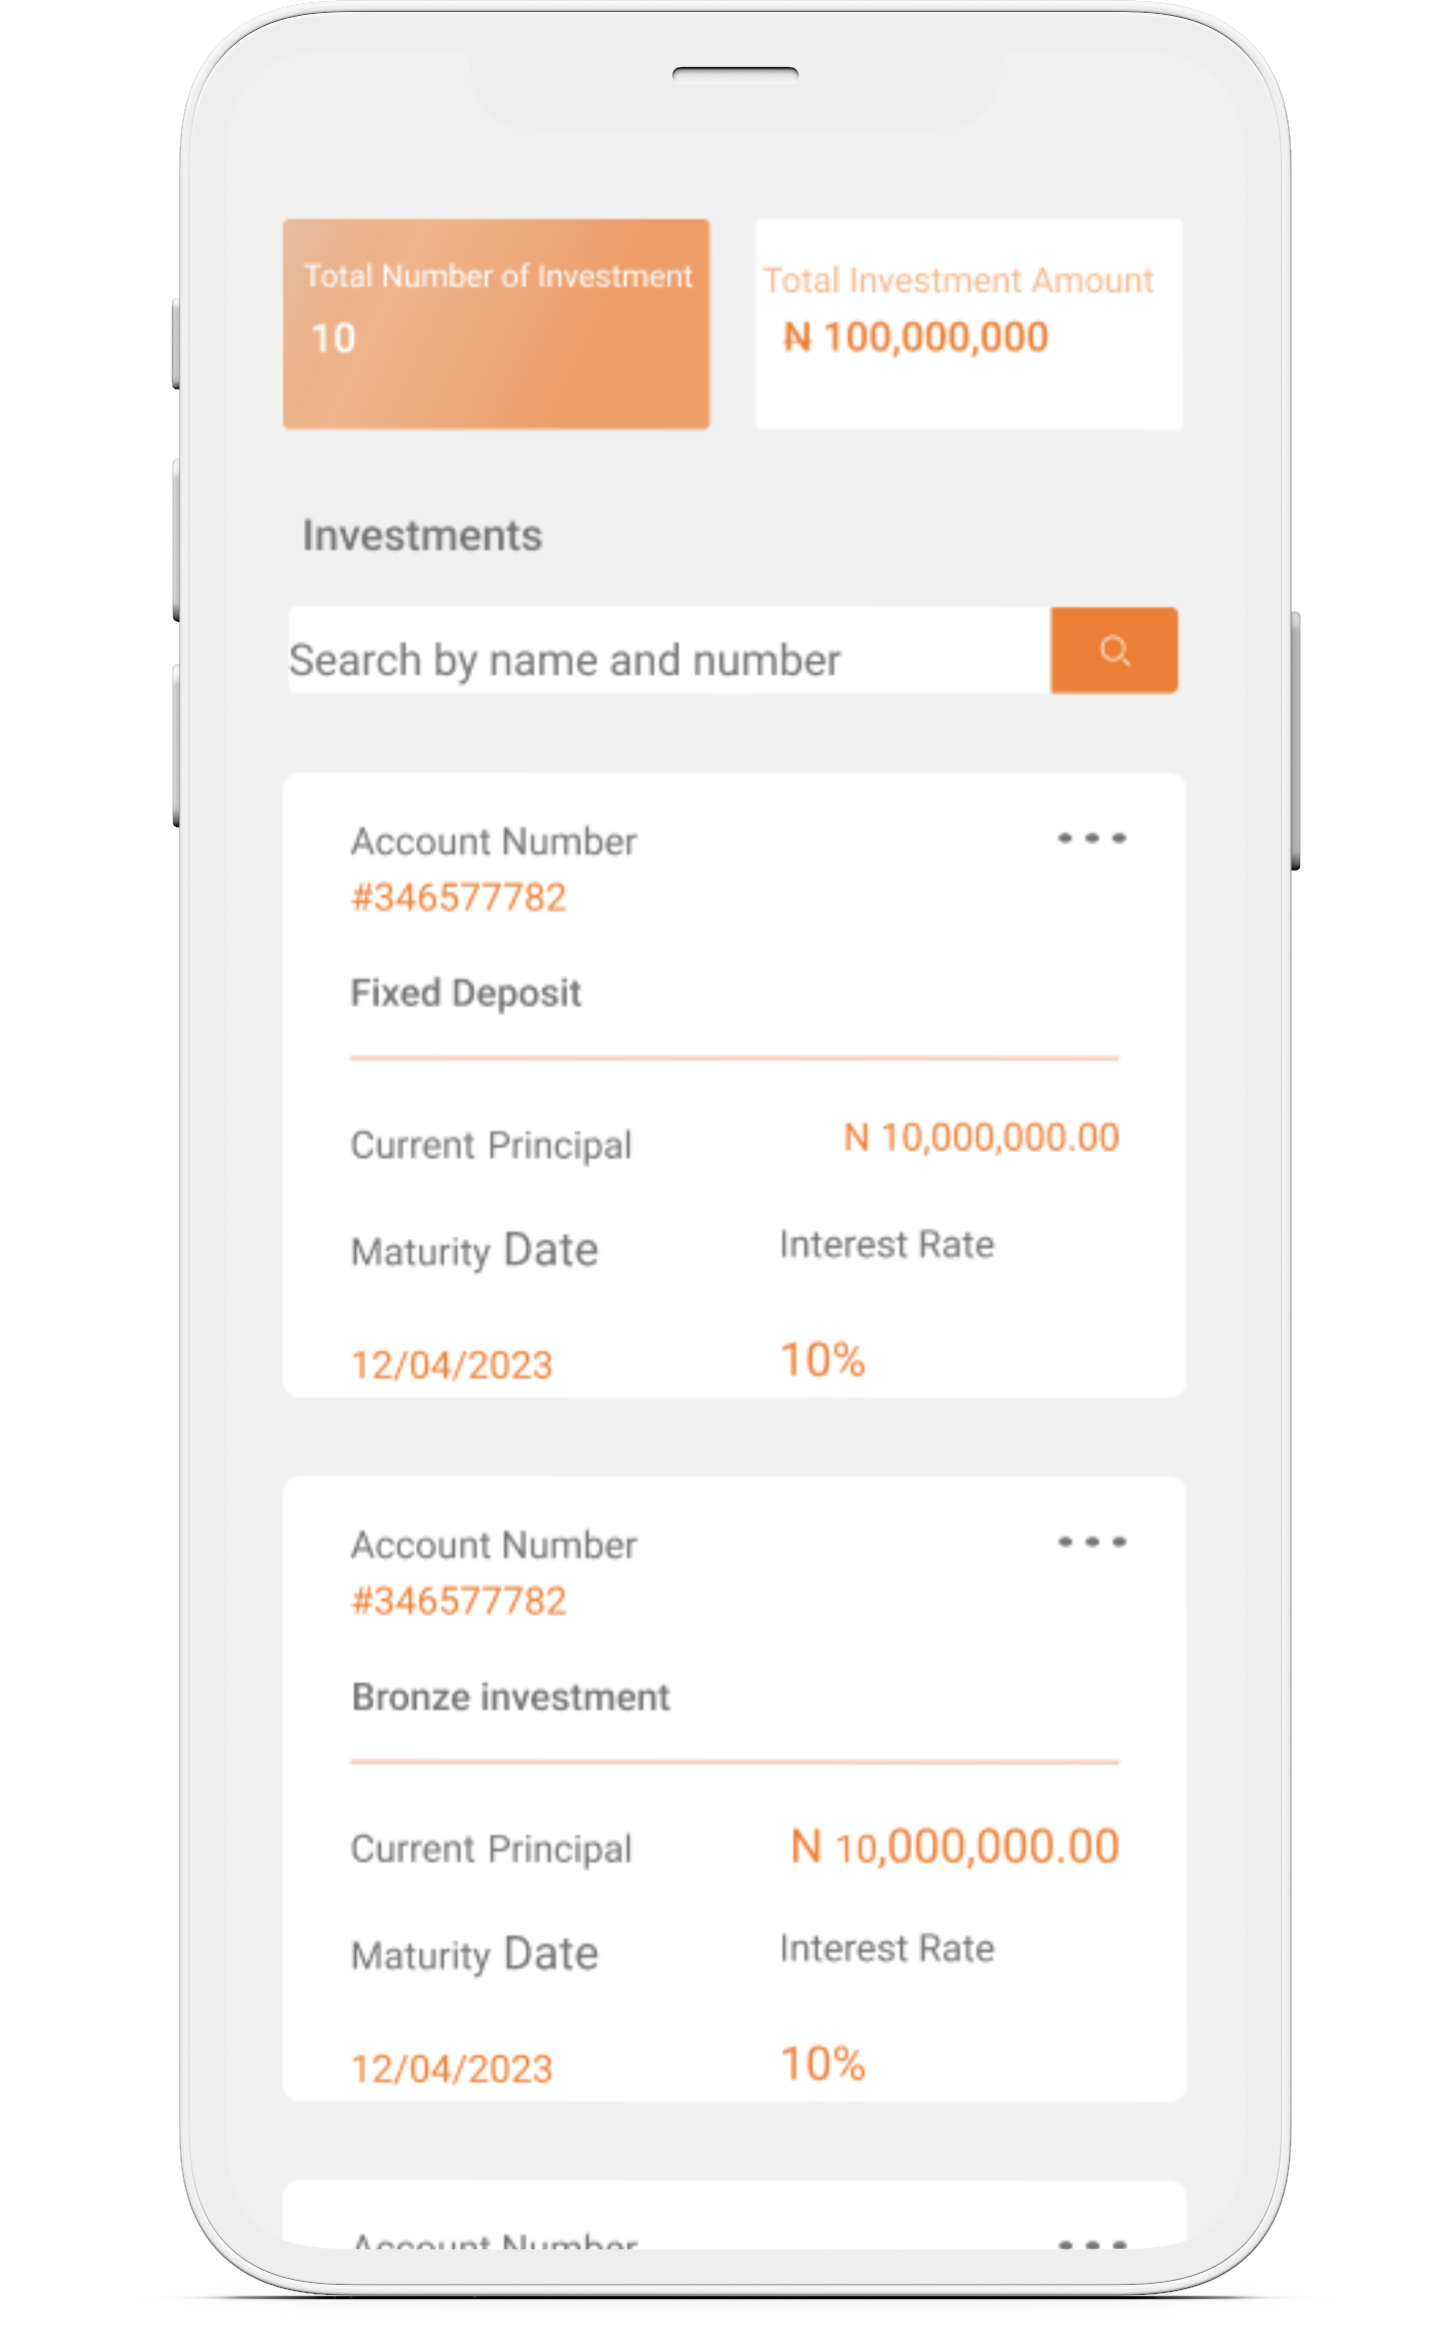 Total Number of Investment
10
Total Investment Amount
₦ 100,000,000
Investments
Search by name and number
Account Number
#346577782
Fixed Deposit
Current Principal
N 10,000,000.00
Maturity Date
Interest Rate
12/04/2023
10%
Account Number
#346577782
Bronze investment
Current Principal
N 10,000,000.00
Maturity Date
Interest Rate
12/04/2023
10%
Account Number